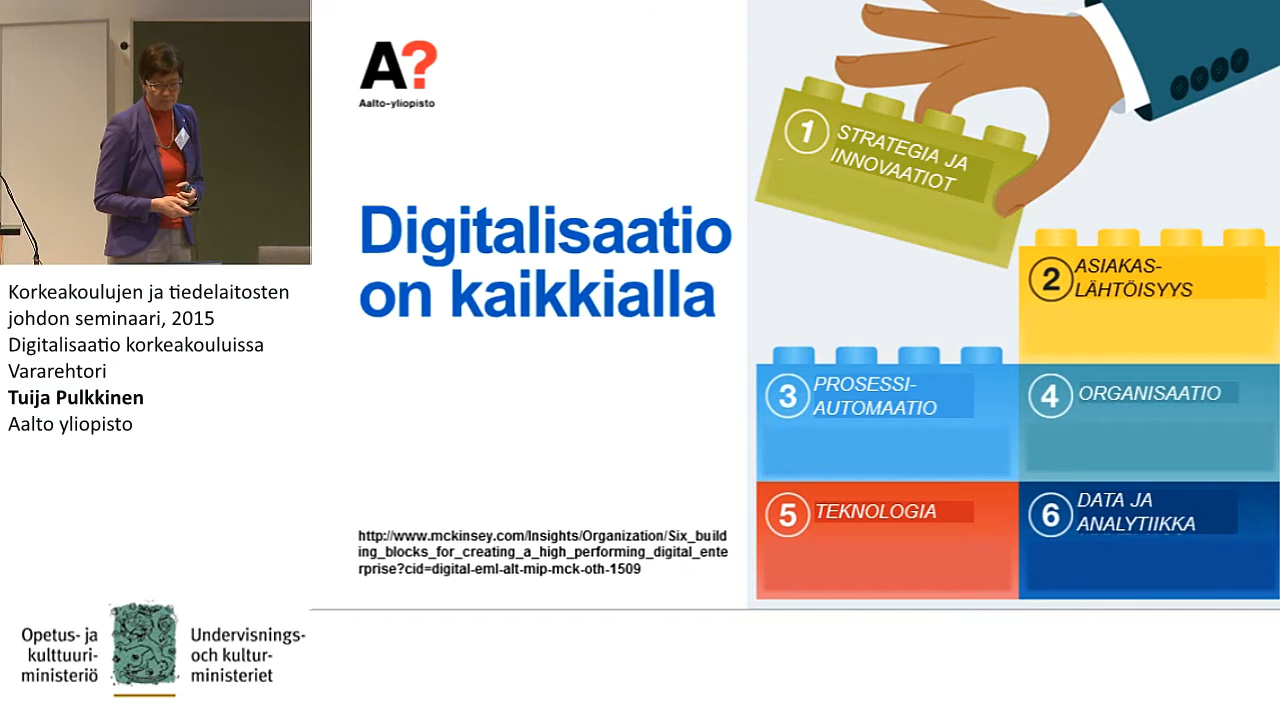 Korkeakoulujen ja tiedelaitosten
johdon seminaari, 2015
Digitalisaatio korkeakouluissa
Vararehtori
Tuija Pulkkinen
Aalto yliopisto
Opetus- ja
kulttuuri-
ministeriö
Undervisnings-
och kultur-
ministeriet
A?
Aalto-yliopisto
Digitalisaatio
on kaikkialla
http://www.mckinsey.com/Insights/Organization/Six_build
ing_blocks_for_creating_a_high_performing_digital_ente
rprise?cid=digital-eml-alt-mip-mck-oth-1509
1
STRATEGIA JA
INNOVAATIOT
2
ASIAKAS-
LÄHTÖISYYS
3
PROSESSI-
AUTOMAATIO
4
ORGANISAATIO
5
TEKNOLOGIA
6
DATA JA
ANALYTIIKKA